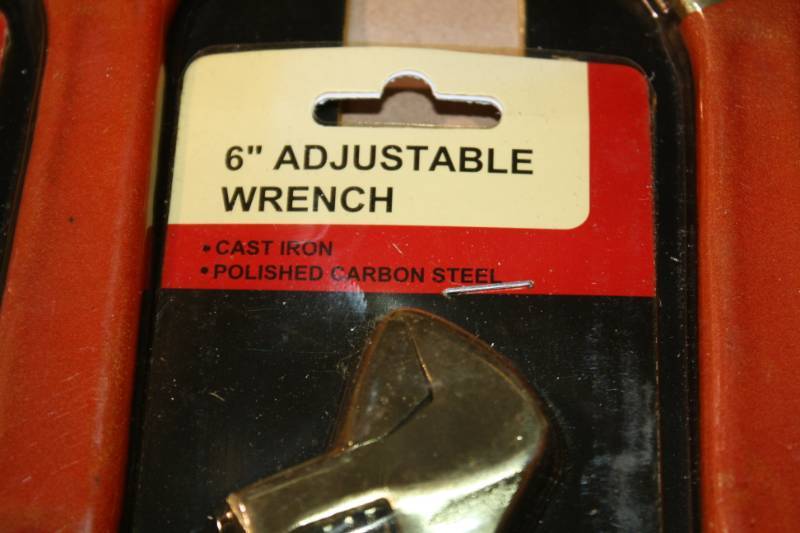 6" ADJUSTABLE
WRENCH
• CAST IRON
• POLISHED CARBON STEEL